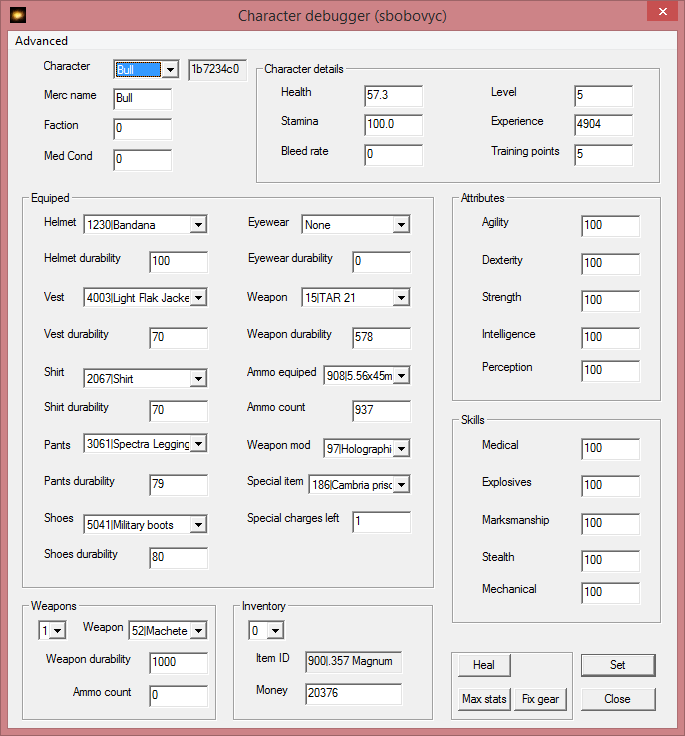 Character debugger (sbobovyc)
Advanced
Character Bull 1b7234c0
Merc name Bull
Faction 0
Med Cond 0
Character details
Health 57.3 Level 5
Stamina 100.0 Experience 4904
Bleed rate 0 Training points 5
Equiped
Helmet 1230|Bandana Eyewear None
Helmet durability 100 Eyewear durability 0
Vest 4003|Light Flak Jacke Weapon 15|TAR 21
Vest durability 70 Weapon durability 578
Shirt 2067|Shirt Ammo equiped 908|5.56x45m
Shirt durability 70 Ammo count 937
Pants 3061|Spectra Legging Weapon mod 97|Holographi
Pants durability 79 Special item 186|Cambria prisc
Shoes 5041|Military boots Special charges left 1
Shoes durability 80
Attributes
Agility 100
Dexterity 100
Strength 100
Intelligence 100
Perception 100
Skills
Medical 100
Explosives 100
Marksmanship 100
Stealth 100
Mechanical 100
Weapons
1 Weapon 52|Machete
Weapon durability 1000
Ammo count 0
Inventory
0
Item ID 900|.357 Magnum
Money 20376
Heal Set
Max stats Fix gear Close